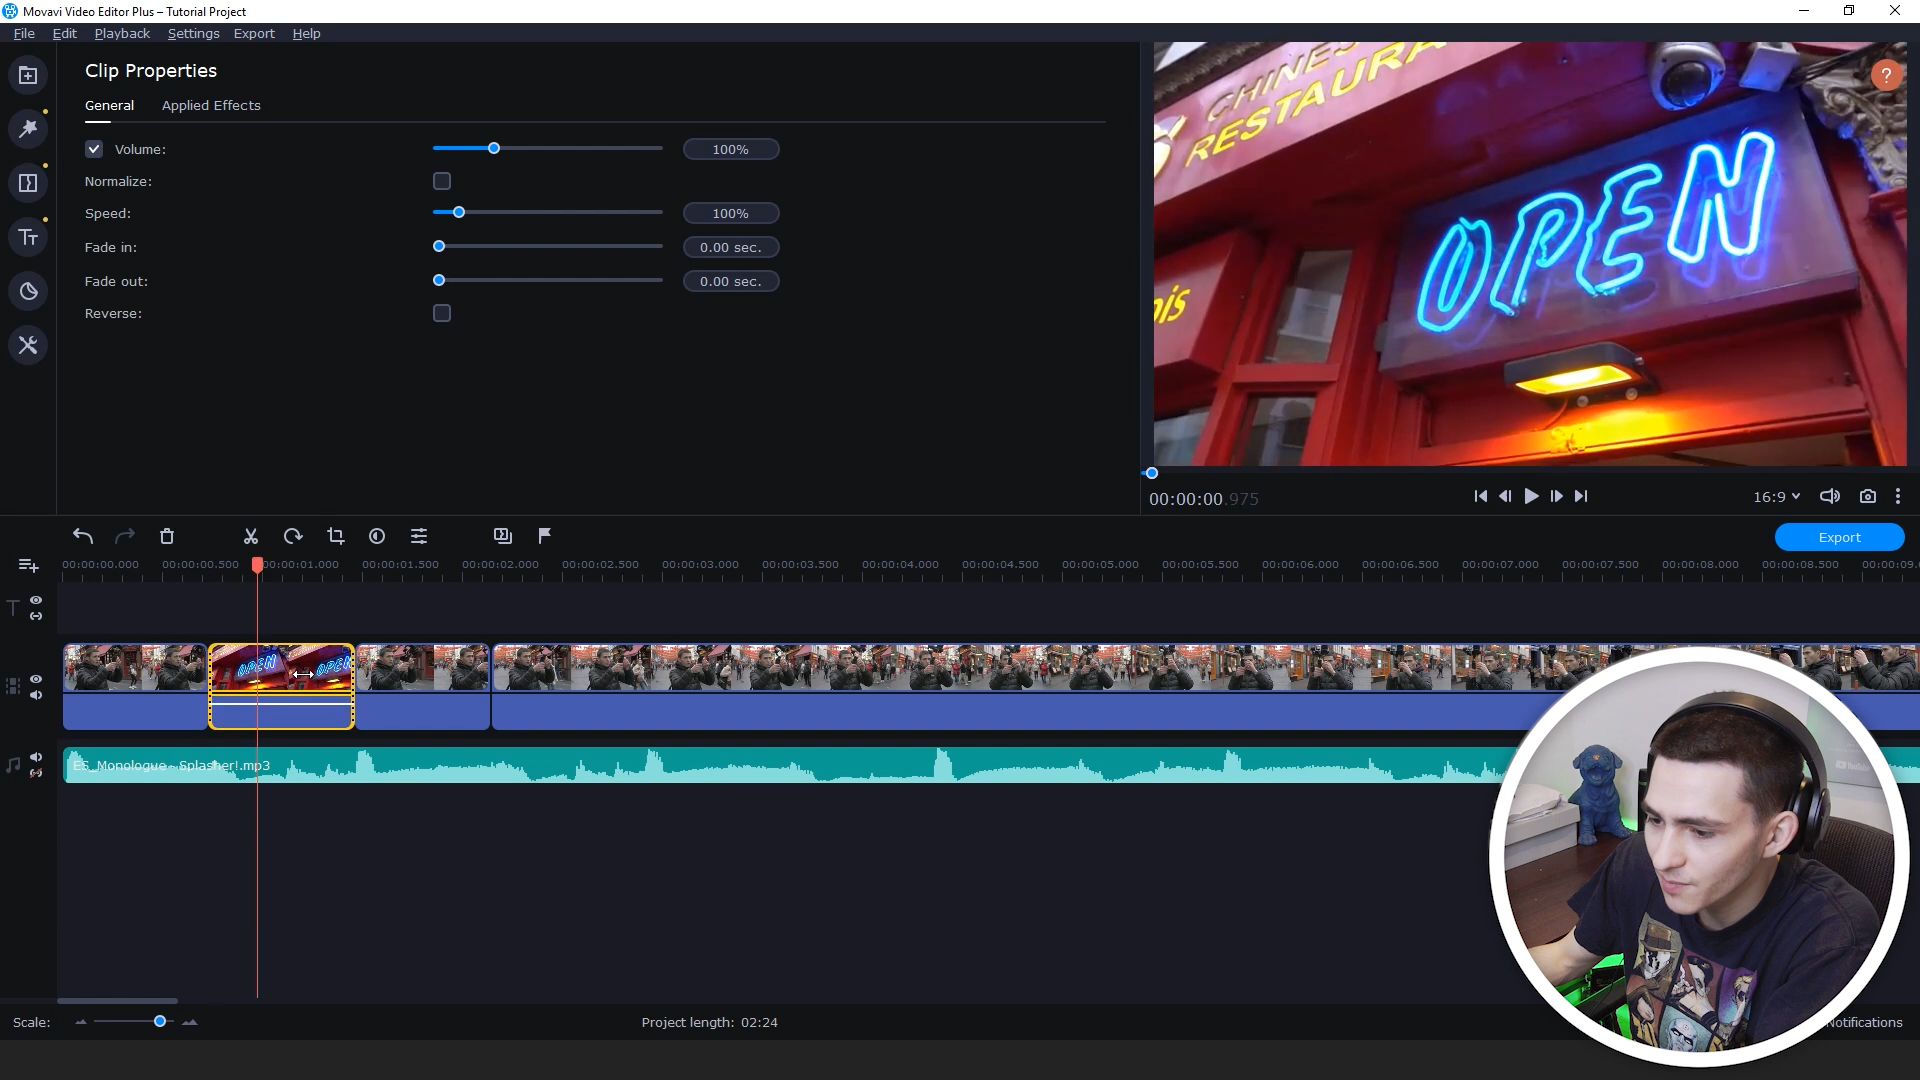 Movavi Video Editor Plus – Tutorial Project
File Edit Playback Settings Export Help
Clip Properties
General Applied Effects
Volume: 100%
Normalize:
Speed: 100%
Fade in: 0.00 sec.
Fade out: 0.00 sec.
Reverse:
CHINES
RESTAURA
OPEN
?
00:00:00.975
16:9
Export
00:00:00.000 00:00:00.500 00:00:01.000 00:00:01.500 00:00:02.000 00:00:02.500 00:00:03.000 00:00:03.500 00:00:04.000 00:00:04.500 00:00:05.000 00:00:05.500 00:00:06.000 00:00:06.500 00:00:07.000 00:00:07.500 00:00:08.000 00:00:08.500 00:00:09.
OPEN OPEN
ES_Monologue - Splasher!.mp3
Scale:
Project length: 02:24
Notifications